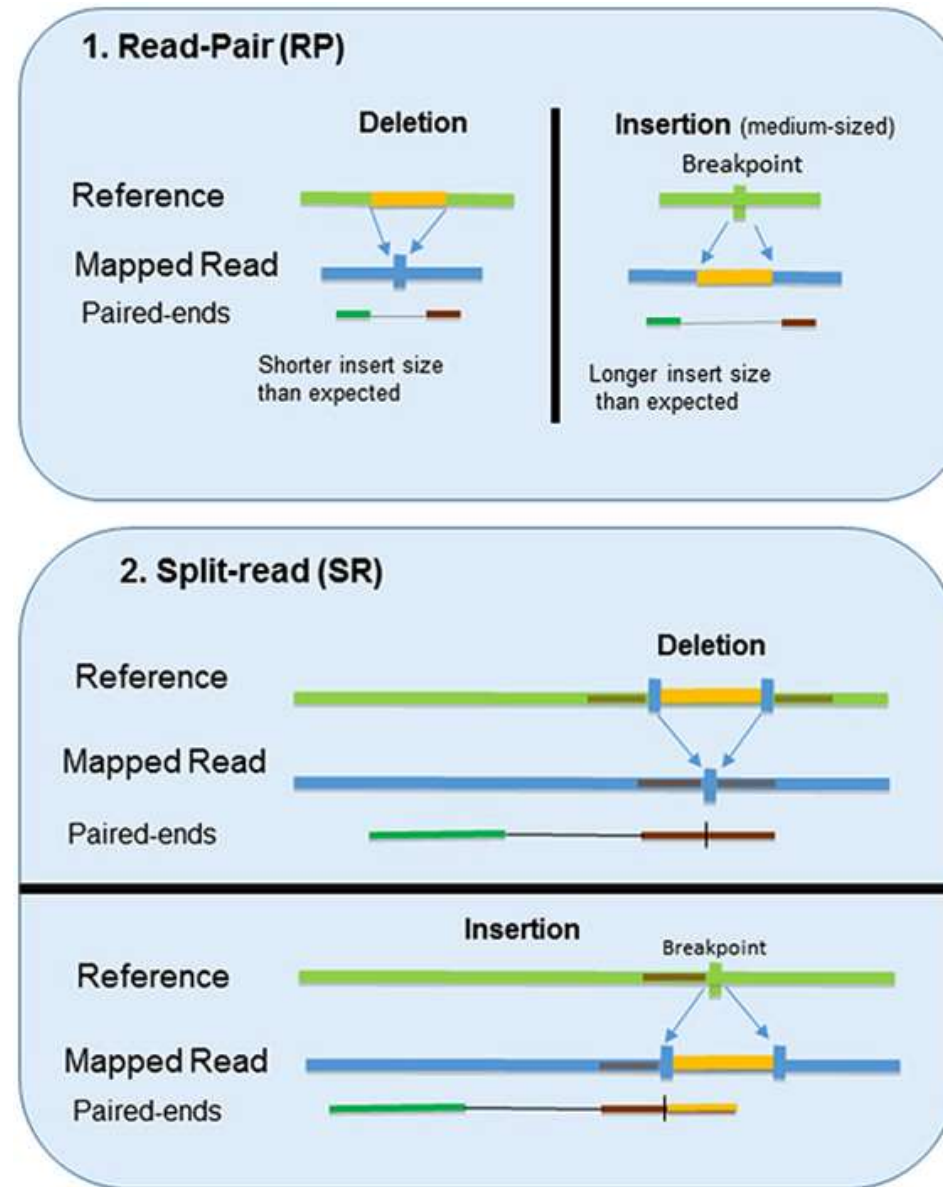 1. Read-Pair (RP)
Deletion
Insertion (medium-sized)
Breakpoint
Reference
Mapped Read
Paired-ends
Shorter insert size
than expected
Longer insert size
than expected
2. Split-read (SR)
Deletion
Reference
Mapped Read
Paired-ends
Insertion
Breakpoint
Reference
Mapped Read
Paired-ends